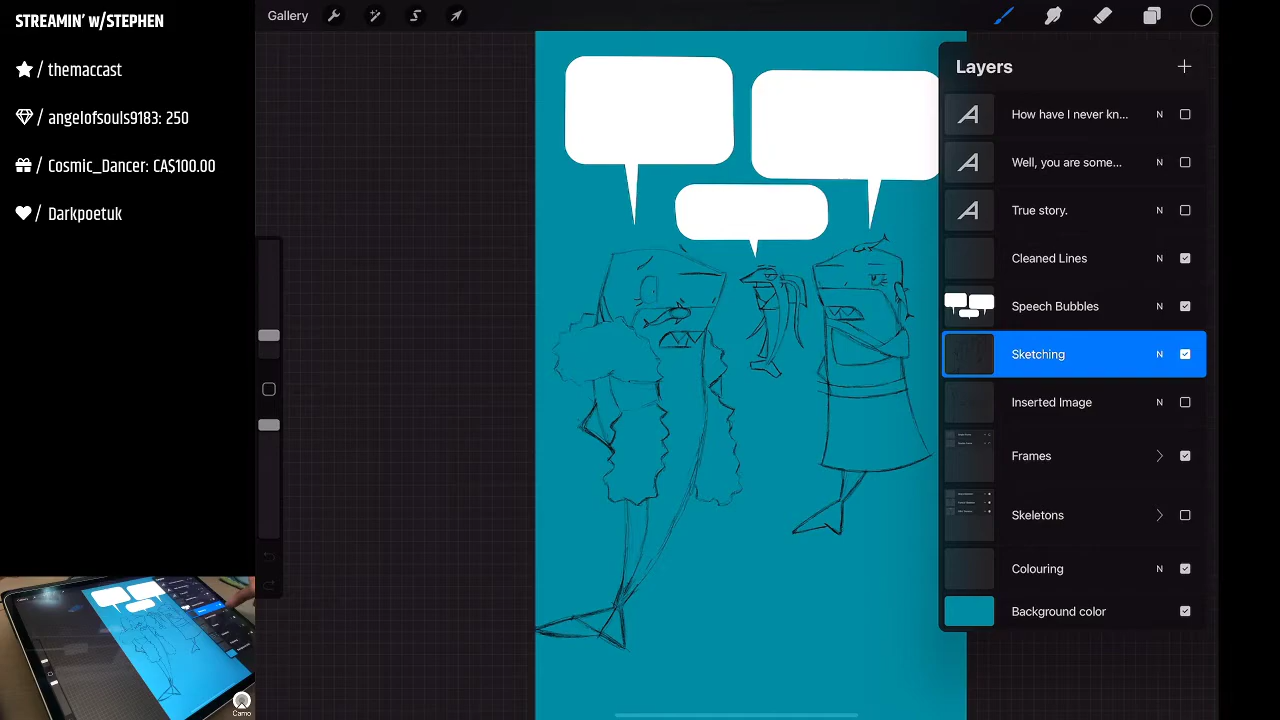 STREAMIN' w/STEPHEN
/ themaccast
/ angelofsouls9183: 250
/ Cosmic_Dancer: CA$100.00
/ Darkpoetuk
Gallery
Layers
How have I never kn... N
Well, you are some... N
True story. N
Cleaned Lines N
Speech Bubbles N
Sketching N
Inserted Image N
Frames
Skeletons
Colouring N
Background color
Camo